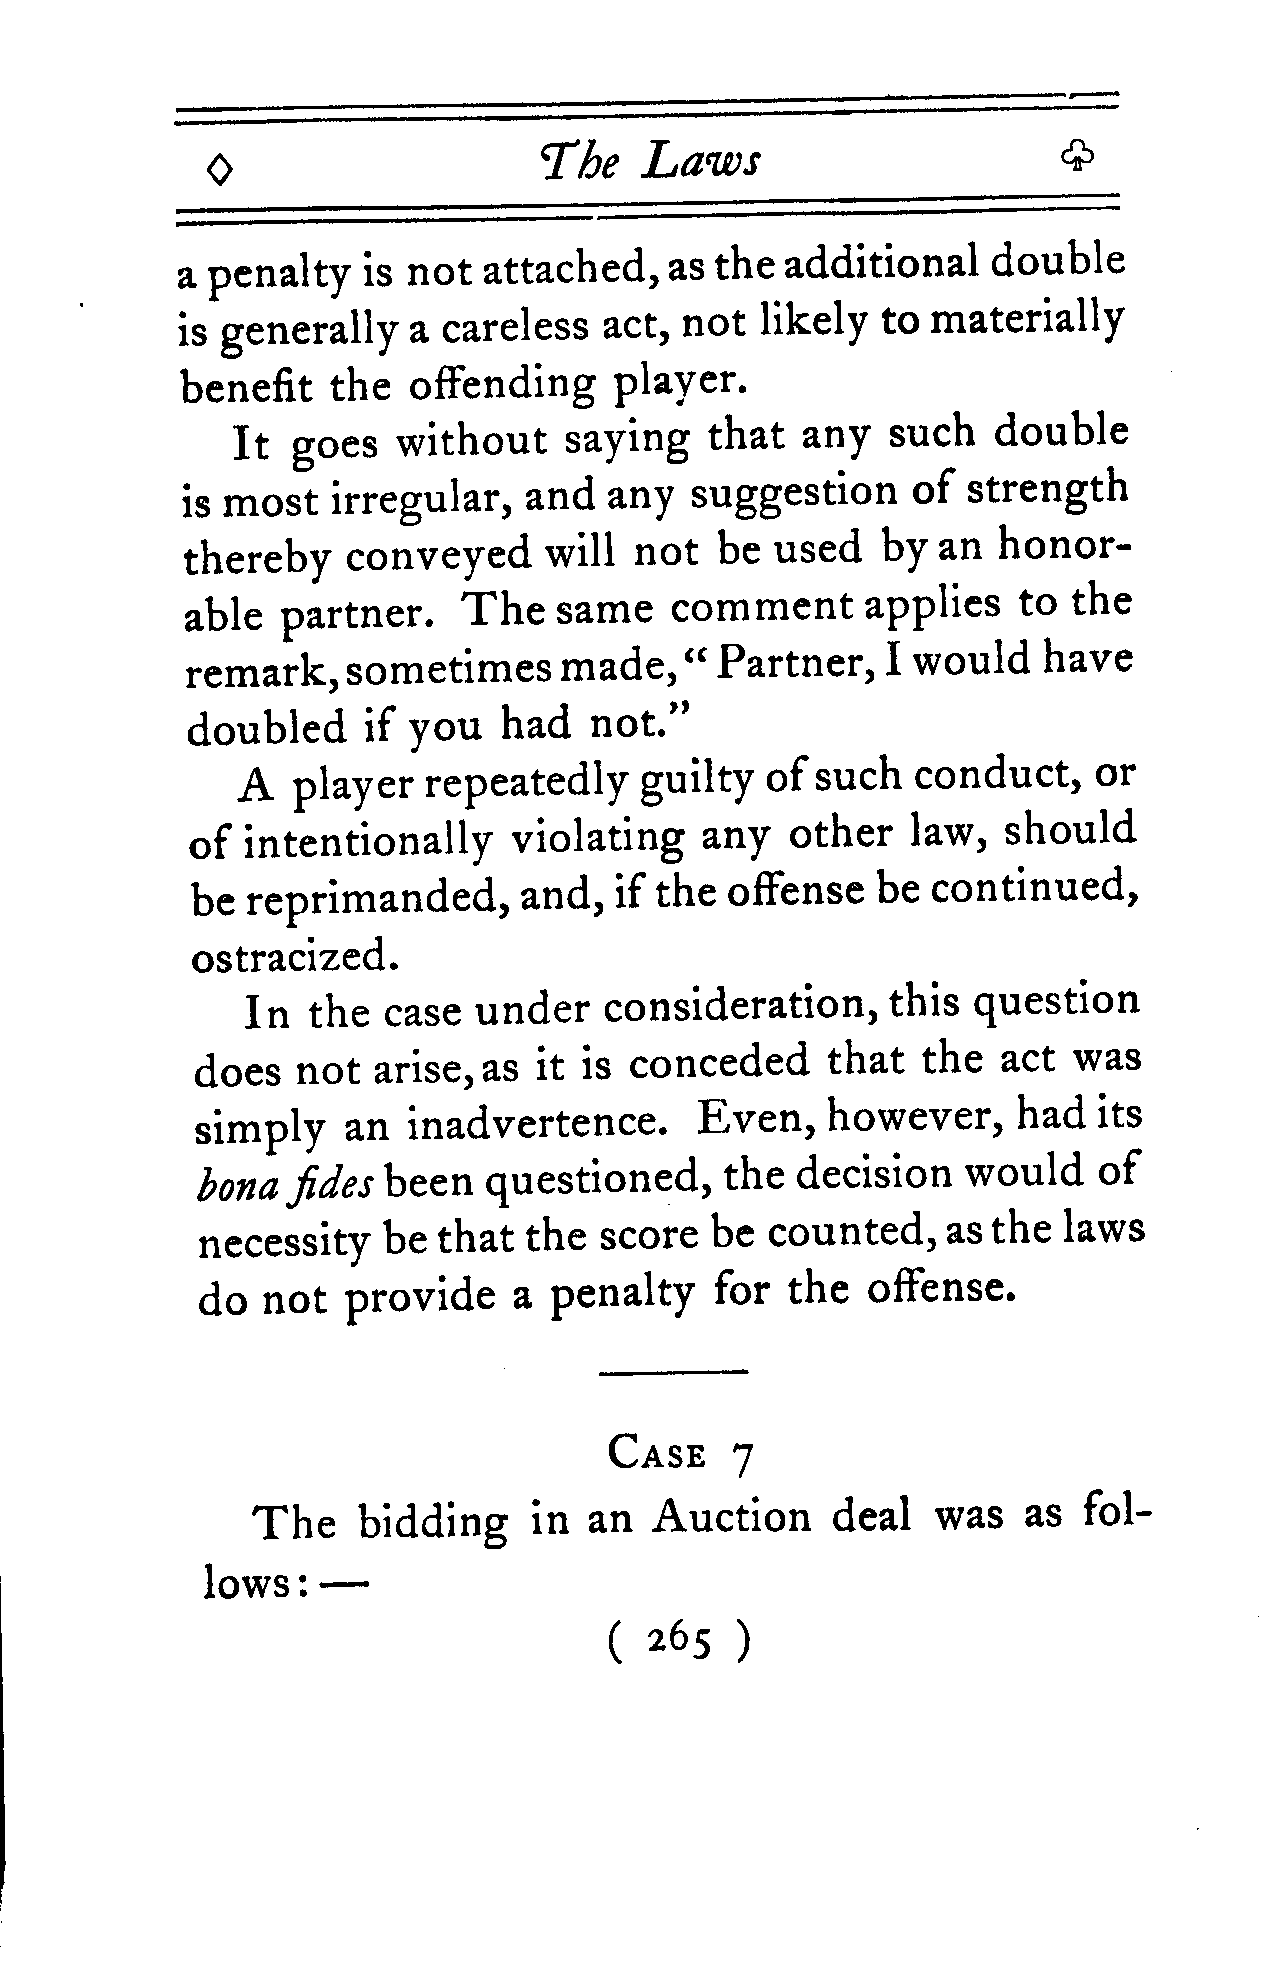 ◇ The Laws ♧
a penalty is not attached, as the additional double
is generally a careless act, not likely to materially
benefit the offending player.
It goes without saying that any such double
is most irregular, and any suggestion of strength
thereby conveyed will not be used by an honor-
able partner. The same comment applies to the
remark, sometimes made, “Partner, I would have
doubled if you had not.”
A player repeatedly guilty of such conduct, or
of intentionally violating any other law, should
be reprimanded, and, if the offense be continued,
ostracized.
In the case under consideration, this question
does not arise, as it is conceded that the act was
simply an inadvertence. Even, however, had its
bona fides been questioned, the decision would of
necessity be that the score be counted, as the laws
do not provide a penalty for the offense.
Case 7
The bidding in an Auction deal was as fol-
lows: —
( 265 )